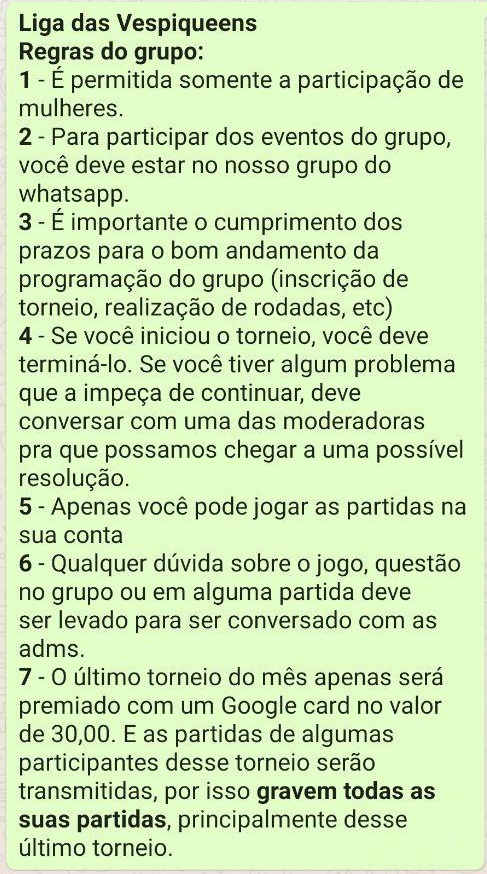 Liga das Vespiqueens
Regras do grupo:
1 - É permitida somente a participação de
mulheres.
2 - Para participar dos eventos do grupo,
você deve estar no nosso grupo do
whatsapp.
3 - É importante o cumprimento dos
prazos para o bom andamento da
programação do grupo (inscrição de
torneio, realização de rodadas, etc)
4 - Se você iniciou o torneio, você deve
terminá-lo. Se você tiver algum problema
que a impeça de continuar, deve
conversar com uma das moderadoras
pra que possamos chegar a uma possível
resolução.
5 - Apenas você pode jogar as partidas na
sua conta
6 - Qualquer dúvida sobre o jogo, questão
no grupo ou em alguma partida deve
ser levado para ser conversado com as
adms.
7 - O último torneio do mês apenas será
premiado com um Google card no valor
de 30,00. E as partidas de algumas
participantes desse torneio serão
transmitidas, por isso gravem todas as
suas partidas, principalmente desse
último torneio.